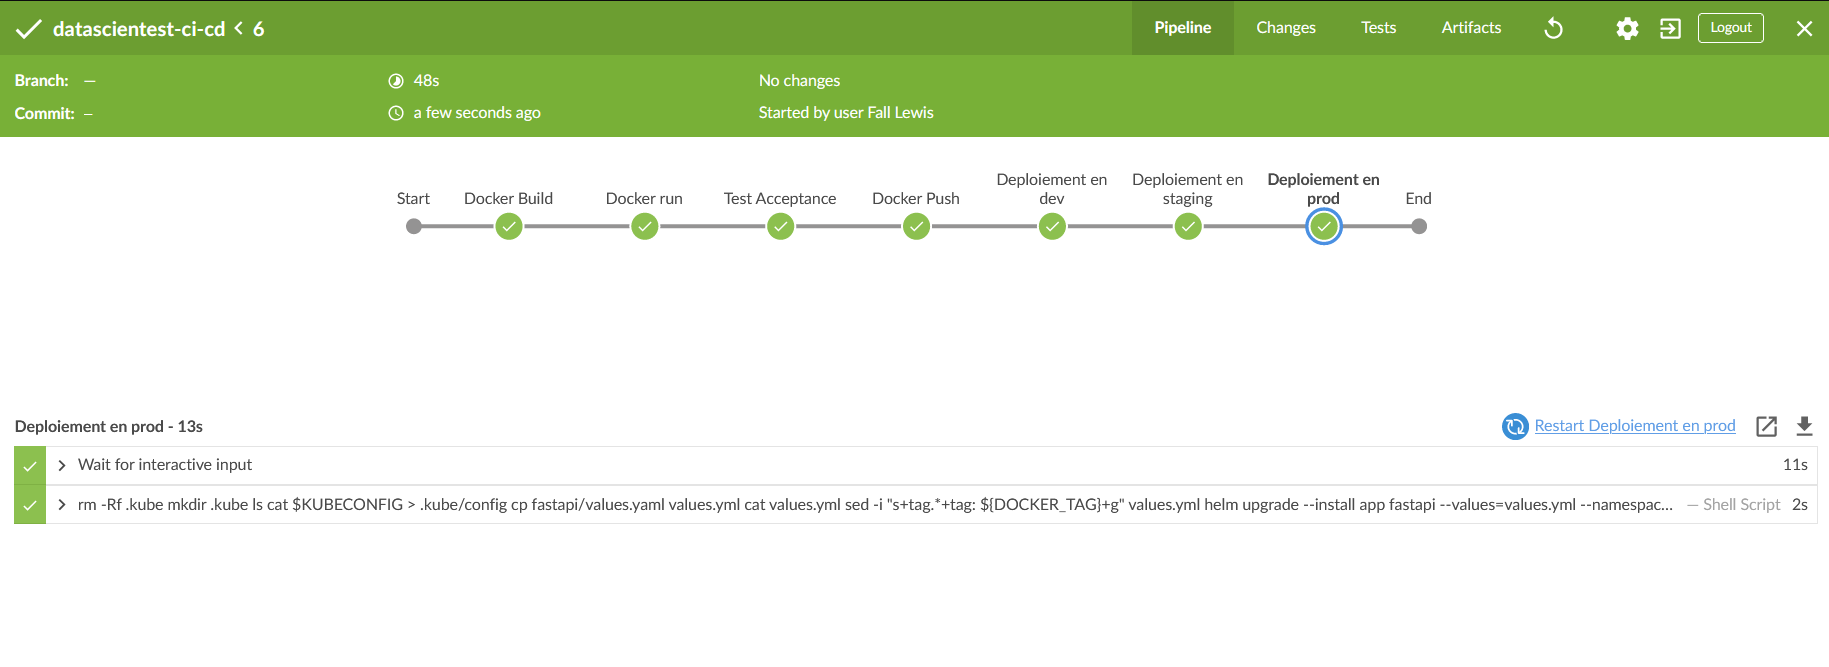 datascientest-ci-cd < 6
Pipeline
Changes
Tests
Artifacts
Logout
Branch: —
48s
No changes
Commit: –
a few seconds ago
Started by user Fall Lewis
Start
Docker Build
Docker run
Test Acceptance
Docker Push
Deploiement en
dev
Deploiement en
staging
Deploiement en
prod
End
Deploiement en prod - 13s
Restart Deploiement en prod
Wait for interactive input
11s
rm -Rf .kube mkdir .kube ls cat $KUBECONFIG > .kube/config cp fastapi/values.yaml values.yml cat values.yml sed -i "s+tag.*+tag: ${DOCKER_TAG}+g" values.yml helm upgrade --install app fastapi --values=values.yml --namespac... — Shell Script 2s